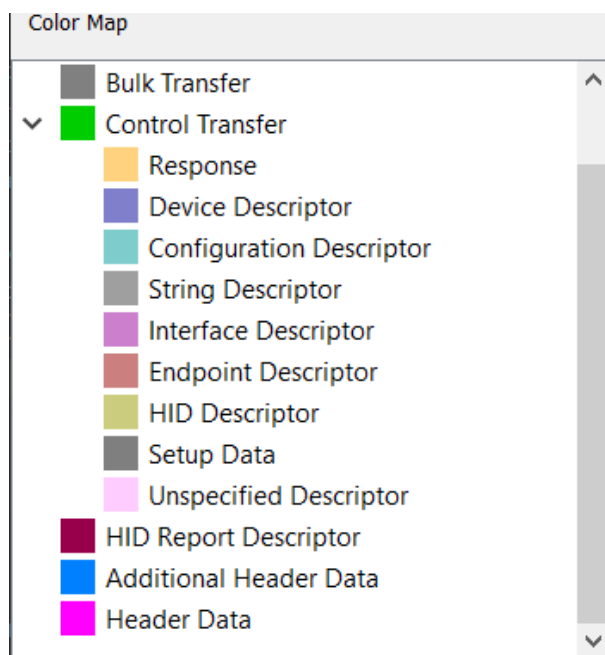 Color Map
Bulk Transfer
Control Transfer
Response
Device Descriptor
Configuration Descriptor
String Descriptor
Interface Descriptor
Endpoint Descriptor
HID Descriptor
Setup Data
Unspecified Descriptor
HID Report Descriptor
Additional Header Data
Header Data